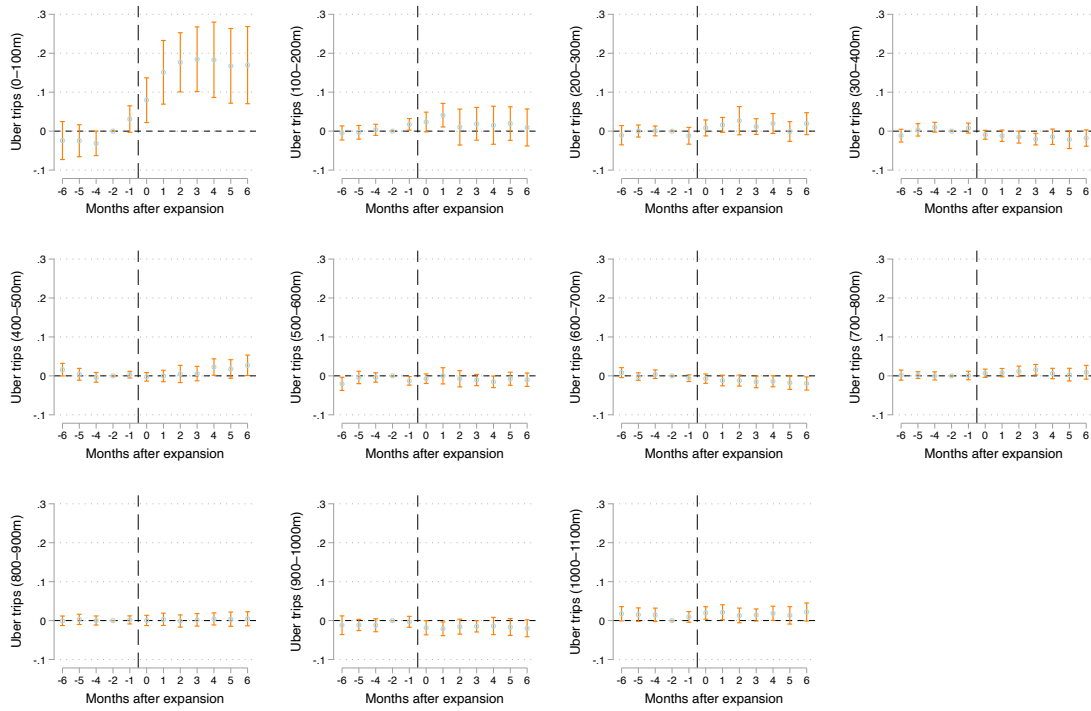 Uber trips (0–100m)
.3
.2
.1
0
-.1
-6 -5 -4 -2 -1 0 1 2 3 4 5 6
Months after expansion
Uber trips (100–200m)
.3
.2
.1
0
-.1
-6 -5 -4 -2 -1 0 1 2 3 4 5 6
Months after expansion
Uber trips (200–300m)
.3
.2
.1
0
-.1
-6 -5 -4 -2 -1 0 1 2 3 4 5 6
Months after expansion
Uber trips (300–400m)
.3
.2
.1
0
-.1
-6 -5 -4 -2 -1 0 1 2 3 4 5 6
Months after expansion
Uber trips (400–500m)
.3
.2
.1
0
-.1
-6 -5 -4 -2 -1 0 1 2 3 4 5 6
Months after expansion
Uber trips (500–600m)
.3
.2
.1
0
-.1
-6 -5 -4 -2 -1 0 1 2 3 4 5 6
Months after expansion
Uber trips (600–700m)
.3
.2
.1
0
-.1
-6 -5 -4 -2 -1 0 1 2 3 4 5 6
Months after expansion
Uber trips (700–800m)
.3
.2
.1
0
-.1
-6 -5 -4 -2 -1 0 1 2 3 4 5 6
Months after expansion
Uber trips (800–900m)
.3
.2
.1
0
-.1
-6 -5 -4 -2 -1 0 1 2 3 4 5 6
Months after expansion
Uber trips (900–1000m)
.3
.2
.1
0
-.1
-6 -5 -4 -2 -1 0 1 2 3 4 5 6
Months after expansion
Uber trips (1000–1100m)
.3
.2
.1
0
-.1
-6 -5 -4 -2 -1 0 1 2 3 4 5 6
Months after expansion